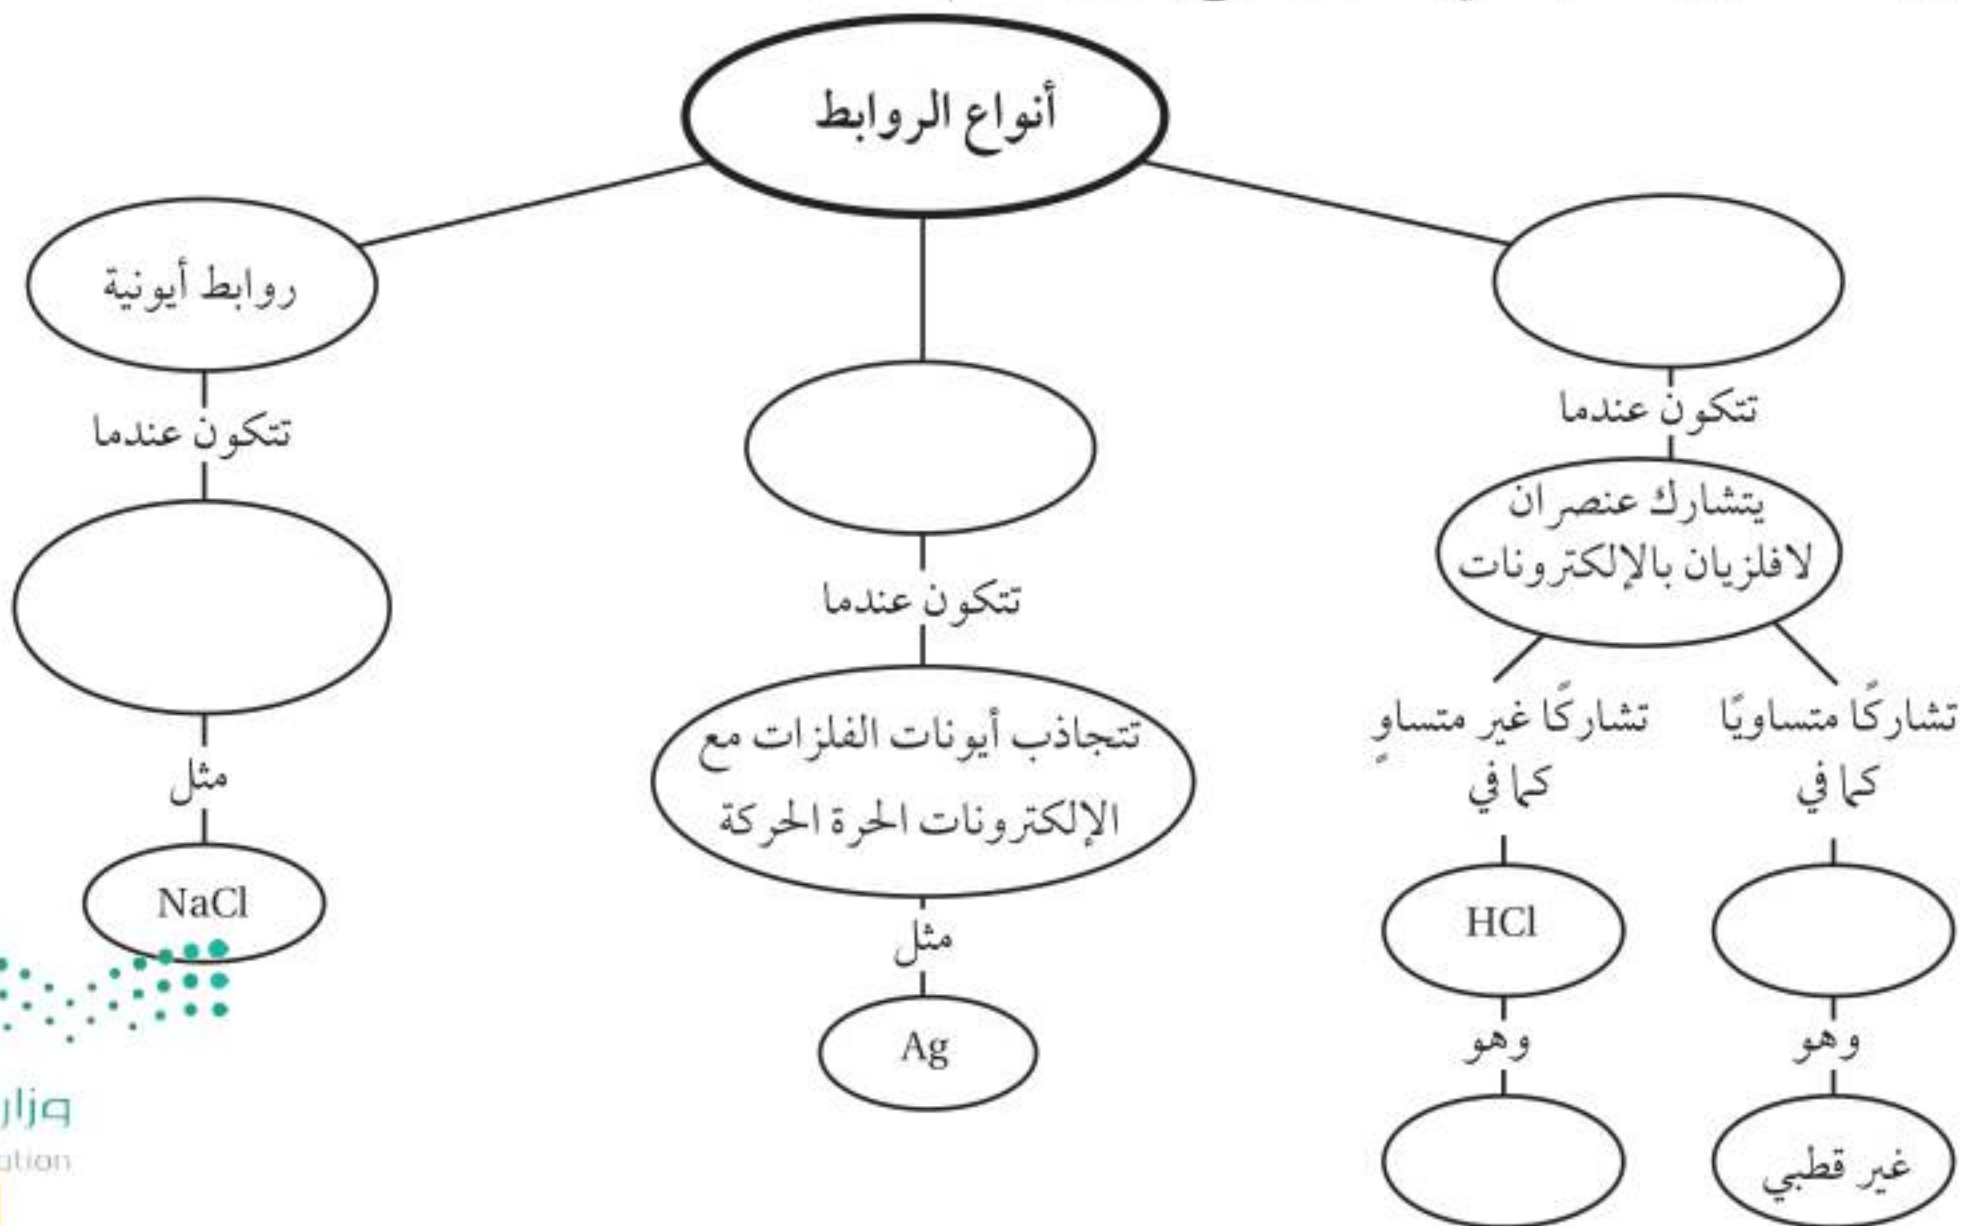 أنواع الروابط
روابط أيونية
تتكون عندما
مثل
NaCl
تتكون عندما
تتجاذب أيونات الفلزات مع
الإلكترونات الحرة الحركة
مثل
Ag
تتكون عندما
يتشارك عنصران
لافلزيان بالإلكترونات
تشاركًا متساويًا
كما في
وهو
غير قطبي
تشاركًا غير متساوٍ
كما في
HCl
وهو